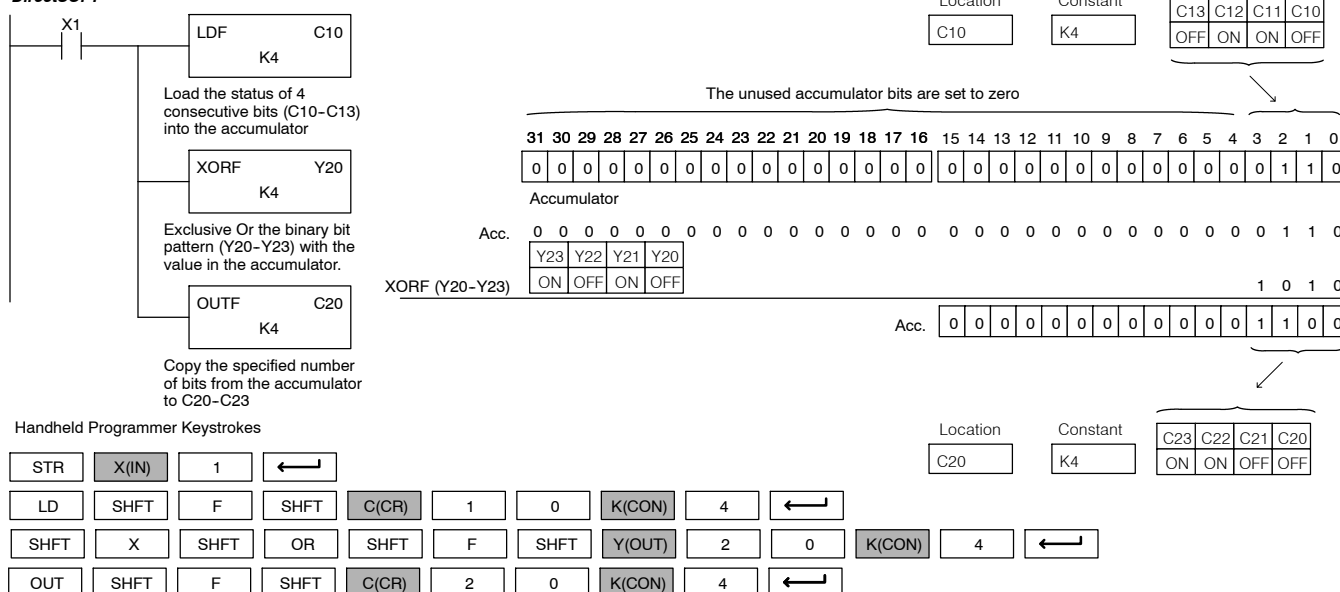 X1
LDF C10
K4
Load the status of 4
consecutive bits (C10-C13)
into the accumulator
XORF Y20
K4
Exclusive Or the binary bit
pattern (Y20-Y23) with the
value in the accumulator.
OUTF C20
K4
Copy the specified number
of bits from the accumulator
to C20-C23
Location Constant
C10 K4
C13 C12 C11 C10
OFF ON ON OFF
The unused accumulator bits are set to zero
31 30 29 28 27 26 25 24 23 22 21 20 19 18 17 16 15 14 13 12 11 10 9 8 7 6 5 4 3 2 1 0
0 0 0 0 0 0 0 0 0 0 0 0 0 0 0 0 0 0 0 0 0 0 0 0 0 0 0 0 0 1 1 0
Accumulator
Acc. 0 0 0 0 0 0 0 0 0 0 0 0 0 0 0 0 0 0 0 0 0 0 0 0 0 0 0 0 0 1 1 0
Y23 Y22 Y21 Y20
ON OFF ON OFF
XORF (Y20-Y23) 1 0 1 0
Acc. 0 0 0 0 0 0 0 0 0 0 0 0 1 1 0 0
Location Constant
C20 K4
C23 C22 C21 C20
ON ON OFF OFF
Handheld Programmer Keystrokes
STR X(IN) 1
LD SHFT F SHFT C(CR) 1 0 K(CON) 4
SHFT X SHFT OR SHFT F SHFT Y(OUT) 2 0 K(CON) 4
OUT SHFT F SHFT C(CR) 2 0 K(CON) 4